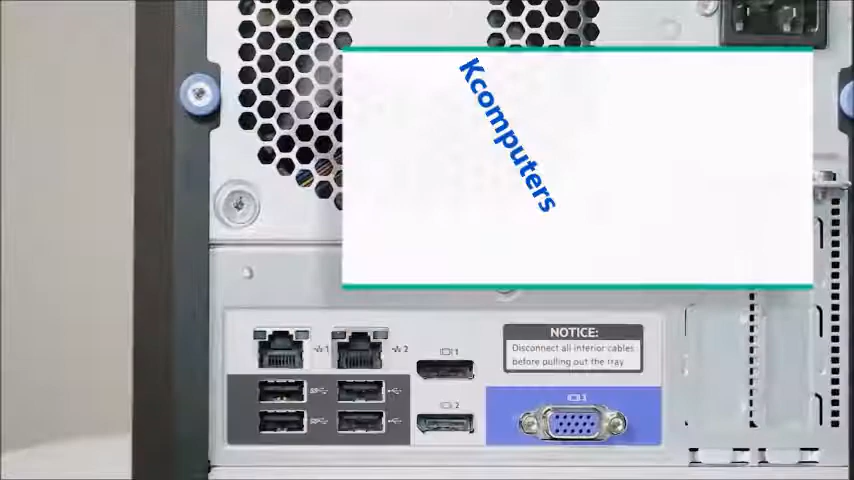 Kcomputers
1
2
1
NOTICE:
Disconnect all interior cables
before pulling out the tray
2
3